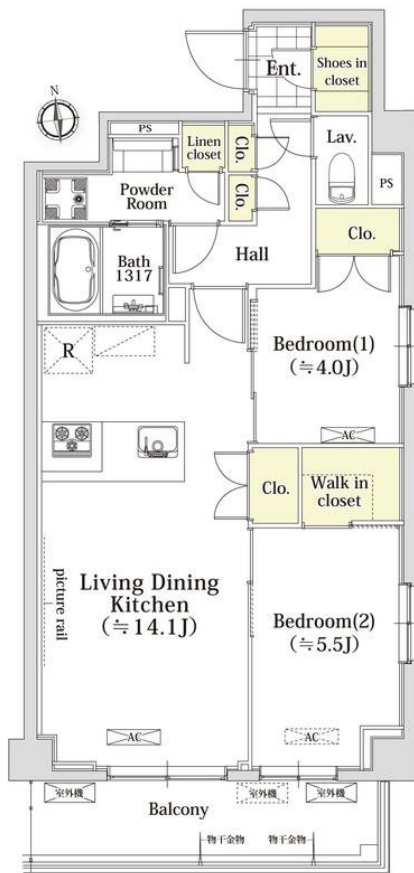 N
Ent.
Shoes in
closet
PS
Linen
closet
Clo.
Clo.
Lav.
PS
Powder
Room
Clo.
Bath
1317
Hall
R
Bedroom(1)
(≒4.0J)
AC
Clo.
Walk in
closet
picture rail
Living Dining
Kitchen
(≒14.1J)
Bedroom(2)
(≒5.5J)
AC
AC
室外機
室外機
室外機
Balcony
物干金物
物干金物